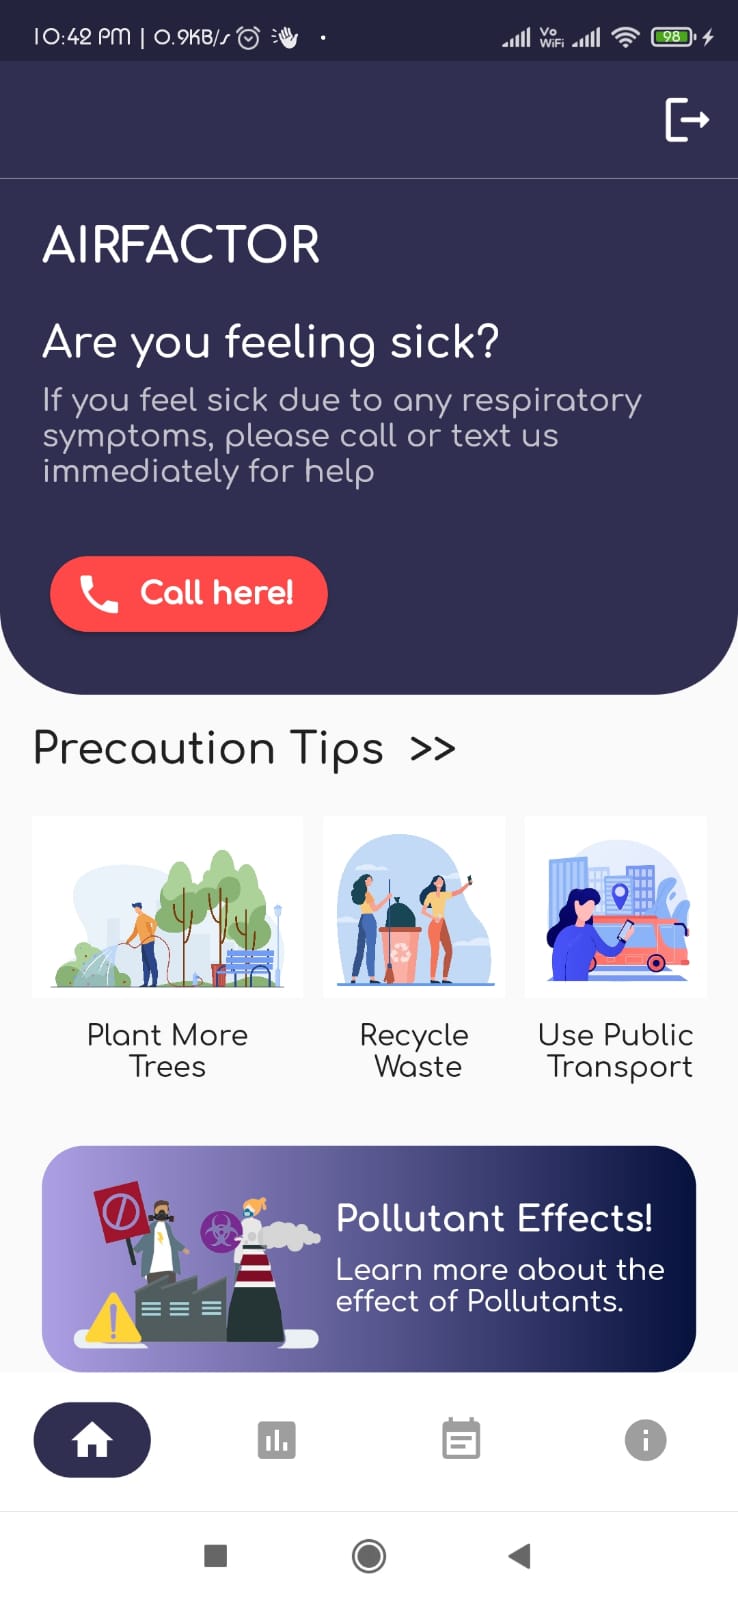 10:42 PM | 0.9KB/s
Vo
WiFi
98
AIRFACTOR
Are you feeling sick?
If you feel sick due to any respiratory
symptoms, please call or text us
immediately for help
Call here!
Precaution Tips >>
Plant More
Trees
Recycle
Waste
Use Public
Transport
Pollutant Effects!
Learn more about the
effect of Pollutants.